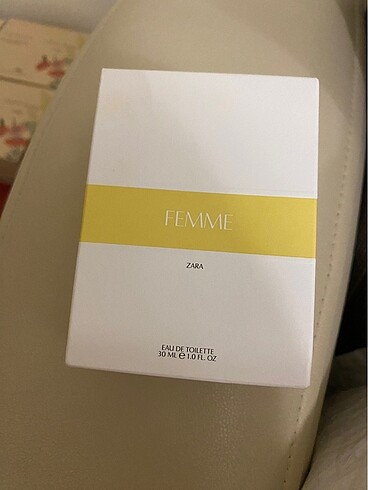 FEMME
ZARA
EAU DE TOILETTE
30 ML ℮ 1.0 FL. OZ